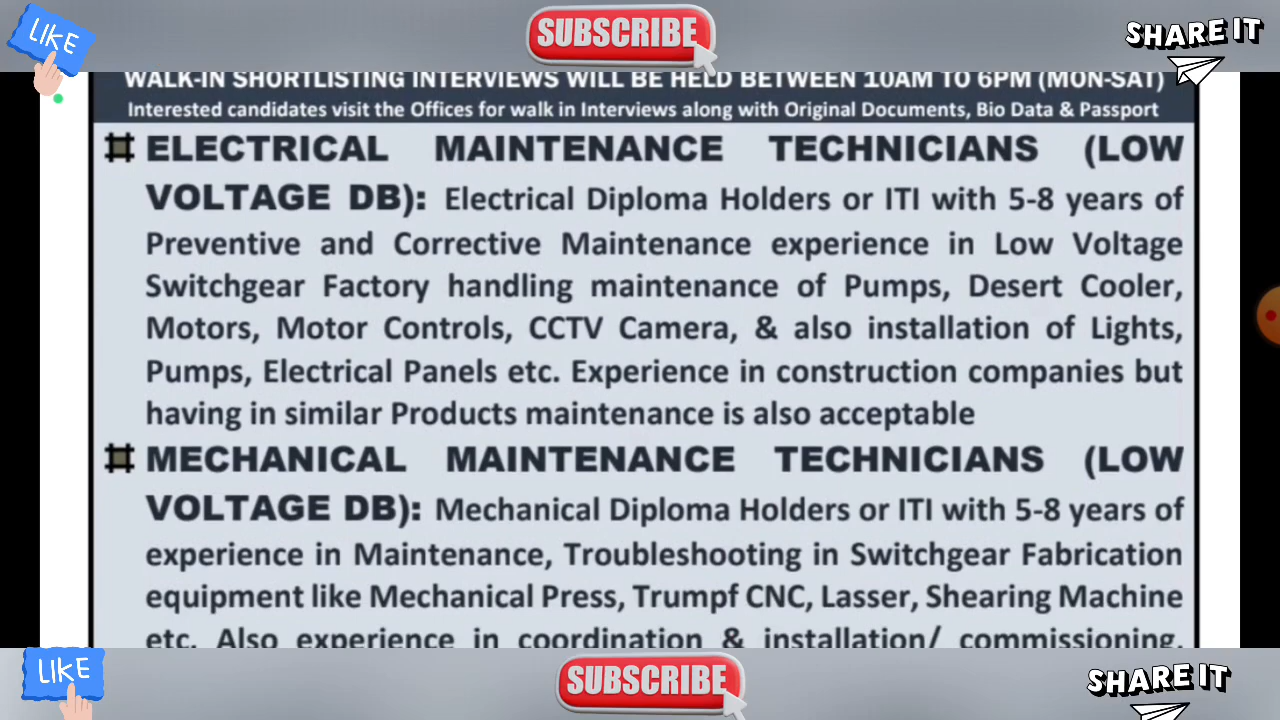 LIKE
SUBSCRIBE
SHARE IT
WALK-IN SHORTLISTING INTERVIEWS WILL BE HELD BETWEEN 10AM TO 6PM (MON-SAT)
Interested candidates visit the Offices for walk in Interviews along with Original Documents, Bio Data & Passport
ELECTRICAL MAINTENANCE TECHNICIANS (LOW
VOLTAGE DB): Electrical Diploma Holders or ITI with 5-8 years of
Preventive and Corrective Maintenance experience in Low Voltage
Switchgear Factory handling maintenance of Pumps, Desert Cooler,
Motors, Motor Controls, CCTV Camera, & also installation of Lights,
Pumps, Electrical Panels etc. Experience in construction companies but
having in similar Products maintenance is also acceptable
MECHANICAL MAINTENANCE TECHNICIANS (LOW
VOLTAGE DB): Mechanical Diploma Holders or ITI with 5-8 years of
experience in Maintenance, Troubleshooting in Switchgear Fabrication
equipment like Mechanical Press, Trumpf CNC, Lasser, Shearing Machine
etc. Also experience in coordination & installation/ commissioning,
LIKE
SUBSCRIBE
SHARE IT